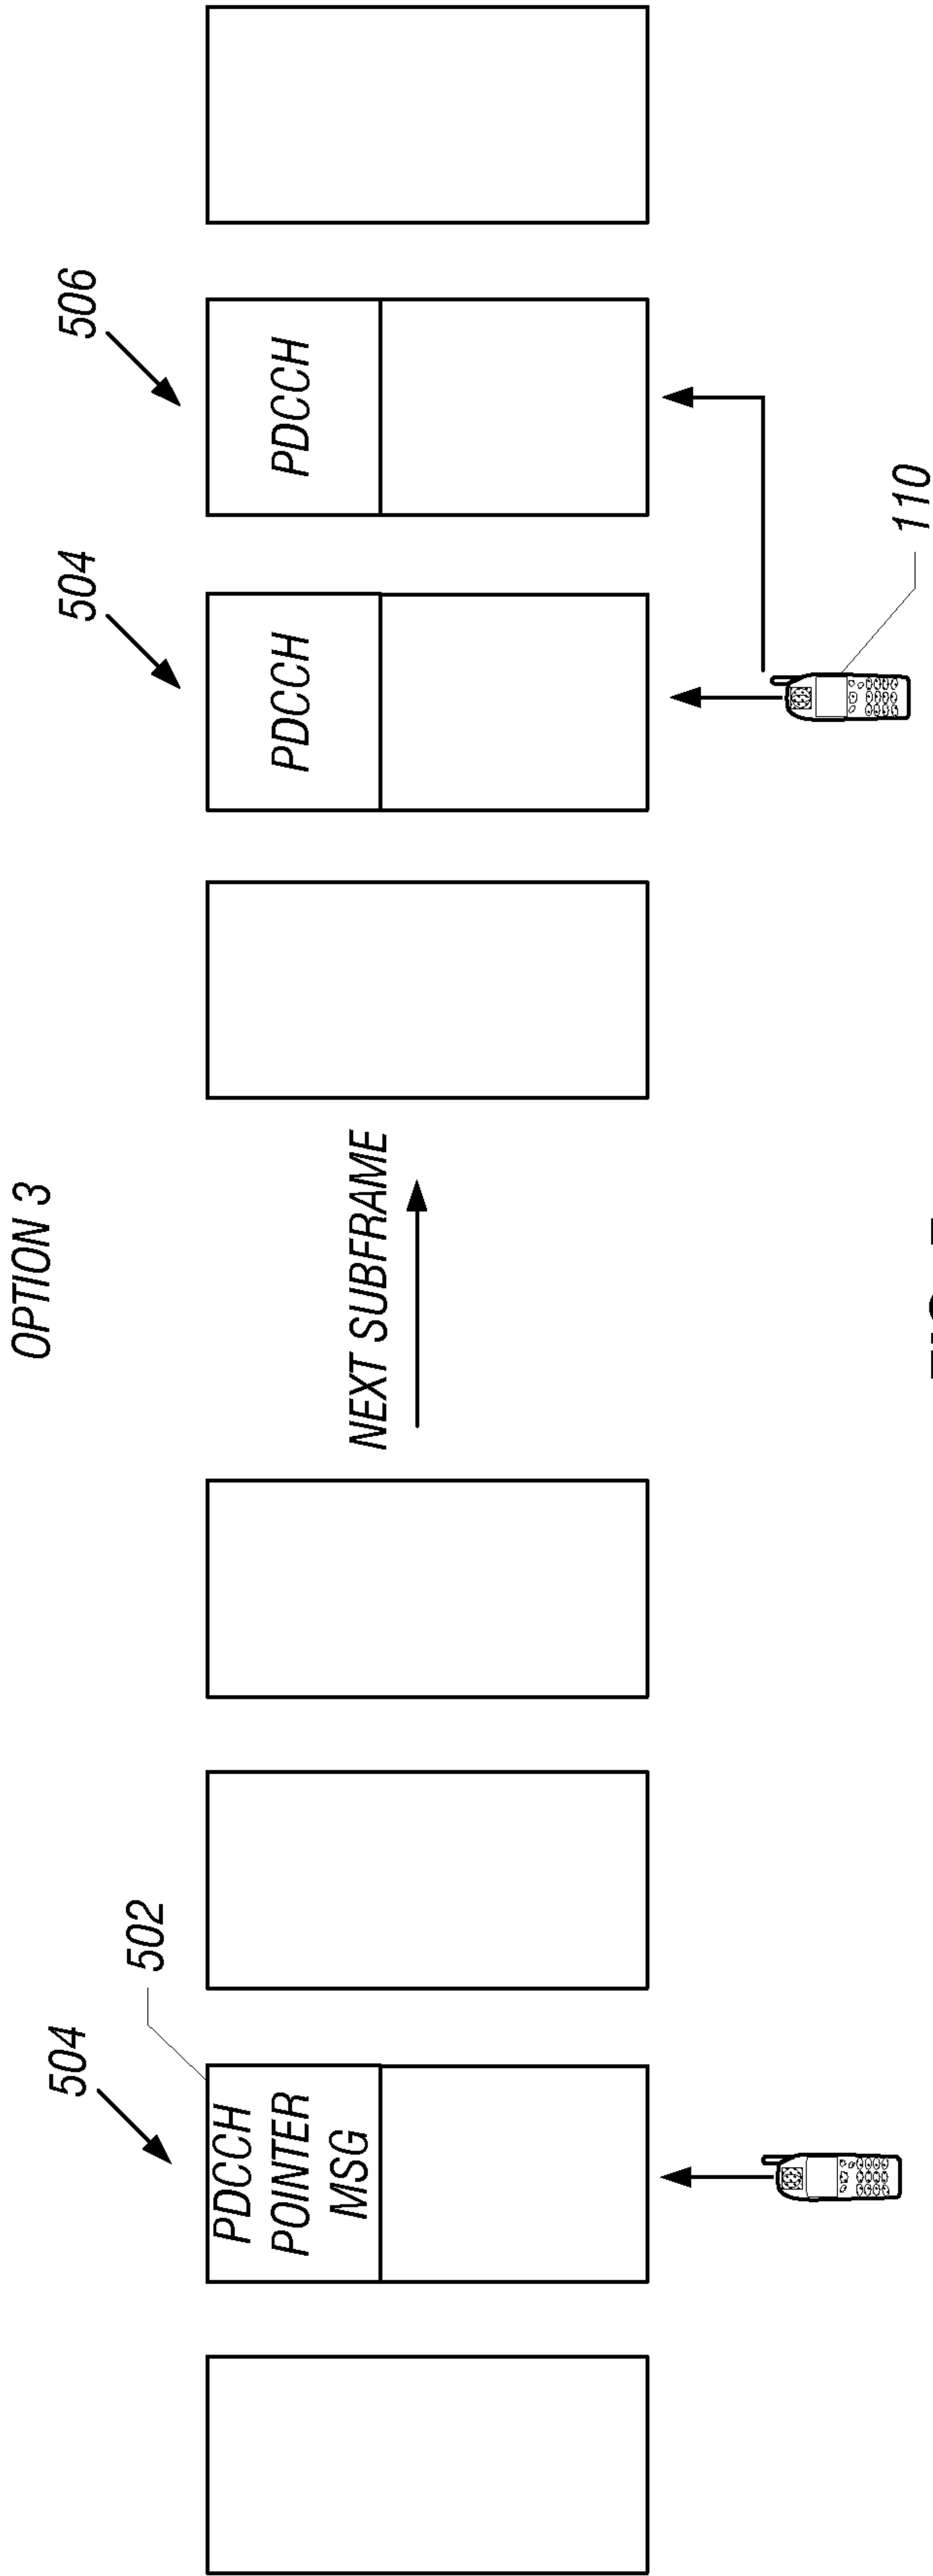 OPTION 3
504
502
PDCCH
POINTER
MSG
NEXT SUBFRAME
504
PDCCH
506
PDCCH
110